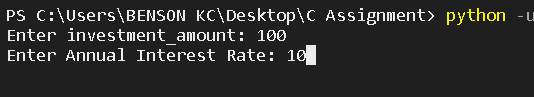 PS C:\Users\BENSON KC\Desktop\C Assignment> python -u
Enter investment_amount: 100
Enter Annual Interest Rate: 10